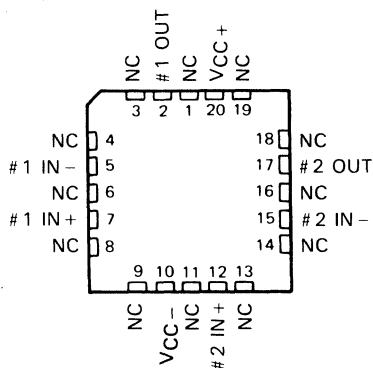 NC #1 OUT NC VCC+ NC
3 2 1 20 19
NC 4 18 NC
#1 IN− 5 17 #2 OUT
NC 6 16 NC
#1 IN+ 7 15 #2 IN−
NC 8 14 NC
9 10 11 12 13
NC VCC− NC #2 IN+ NC